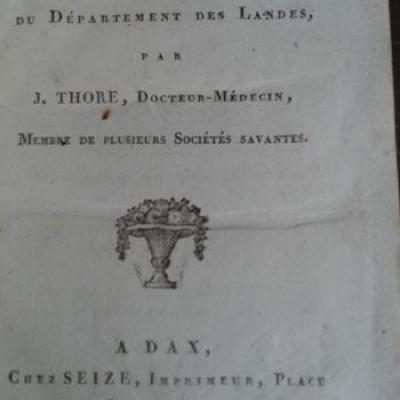 DU DÉPARTEMENT DES LANDES,
PAR
J. THORE, DOCTEUR-MÉDECIN,
MEMBRE DE PLUSIEURS SOCIÉTÉS SAVANTES.
A DAX,
CHEZ SEIZE, IMPRIMEUR, PLACE